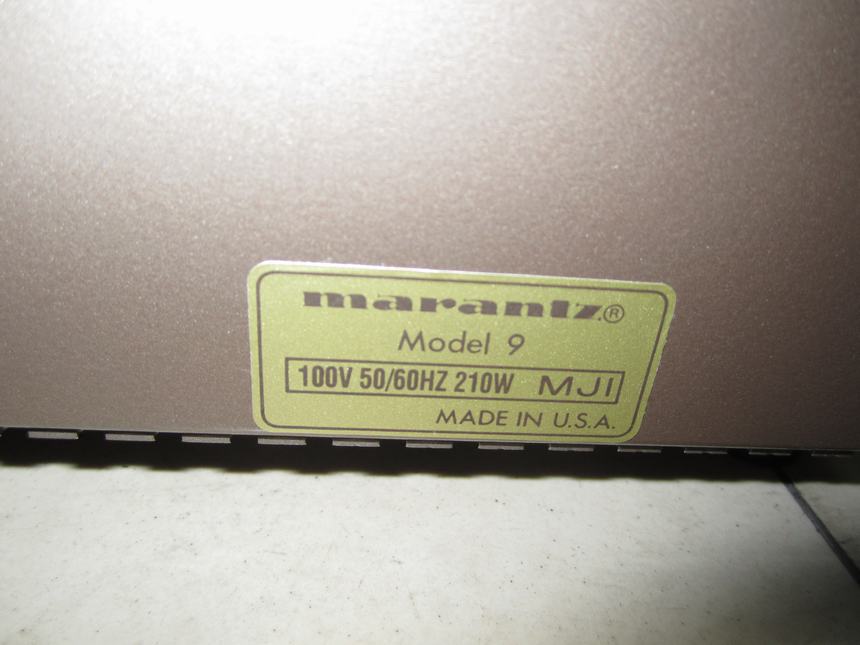 marantz.®
Model 9
100V 50/60HZ 210W MJI
MADE IN U.S.A.